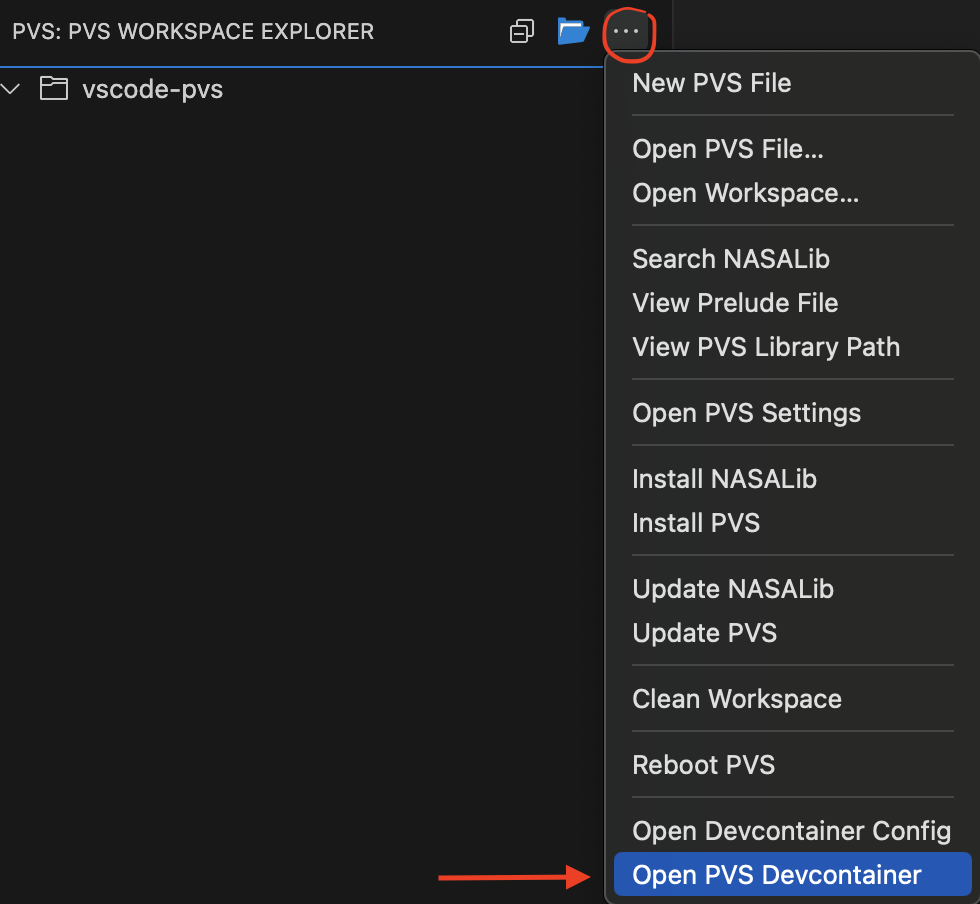 PVS: PVS WORKSPACE EXPLORER
vscode-pvs
New PVS File
Open PVS File...
Open Workspace...
Search NASALib
View Prelude File
View PVS Library Path
Open PVS Settings
Install NASALib
Install PVS
Update NASALib
Update PVS
Clean Workspace
Reboot PVS
Open Devcontainer Config
Open PVS Devcontainer